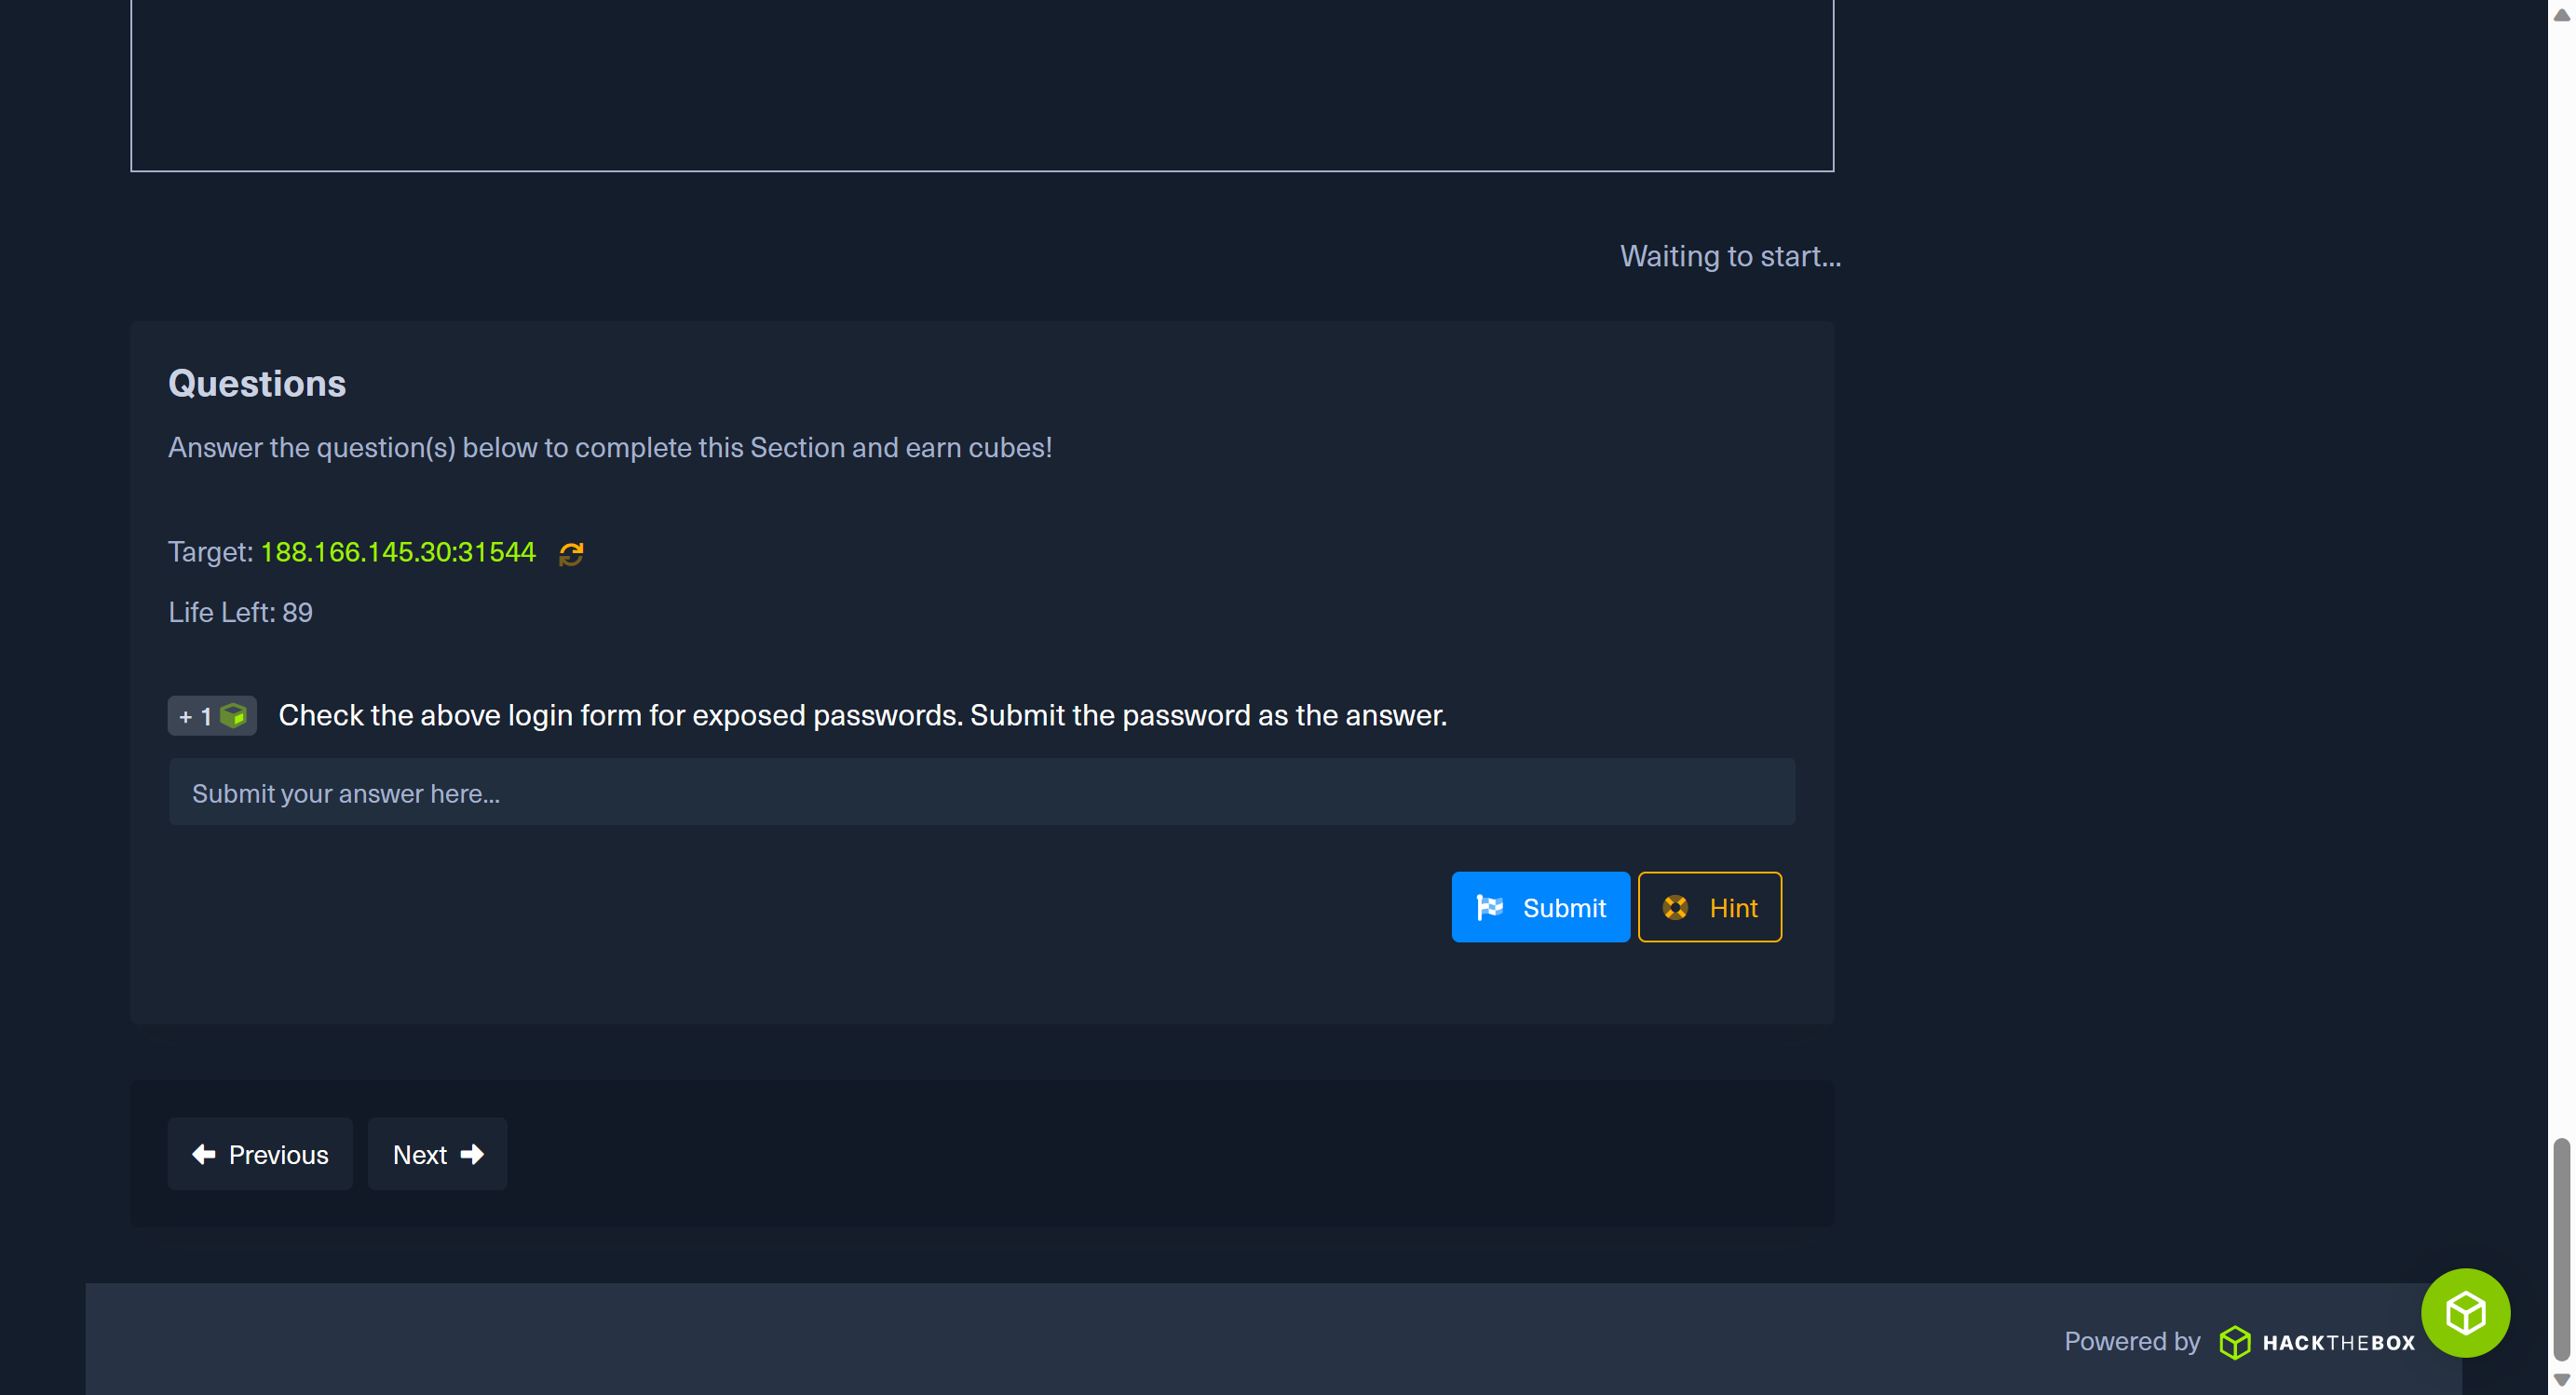 Waiting to start...
Questions
Answer the question(s) below to complete this Section and earn cubes!
Target: 188.166.145.30:31544
Life Left: 89
+ 1 Check the above login form for exposed passwords. Submit the password as the answer.
Submit your answer here...
Submit Hint
Previous Next
Powered by HACKTHEBOX